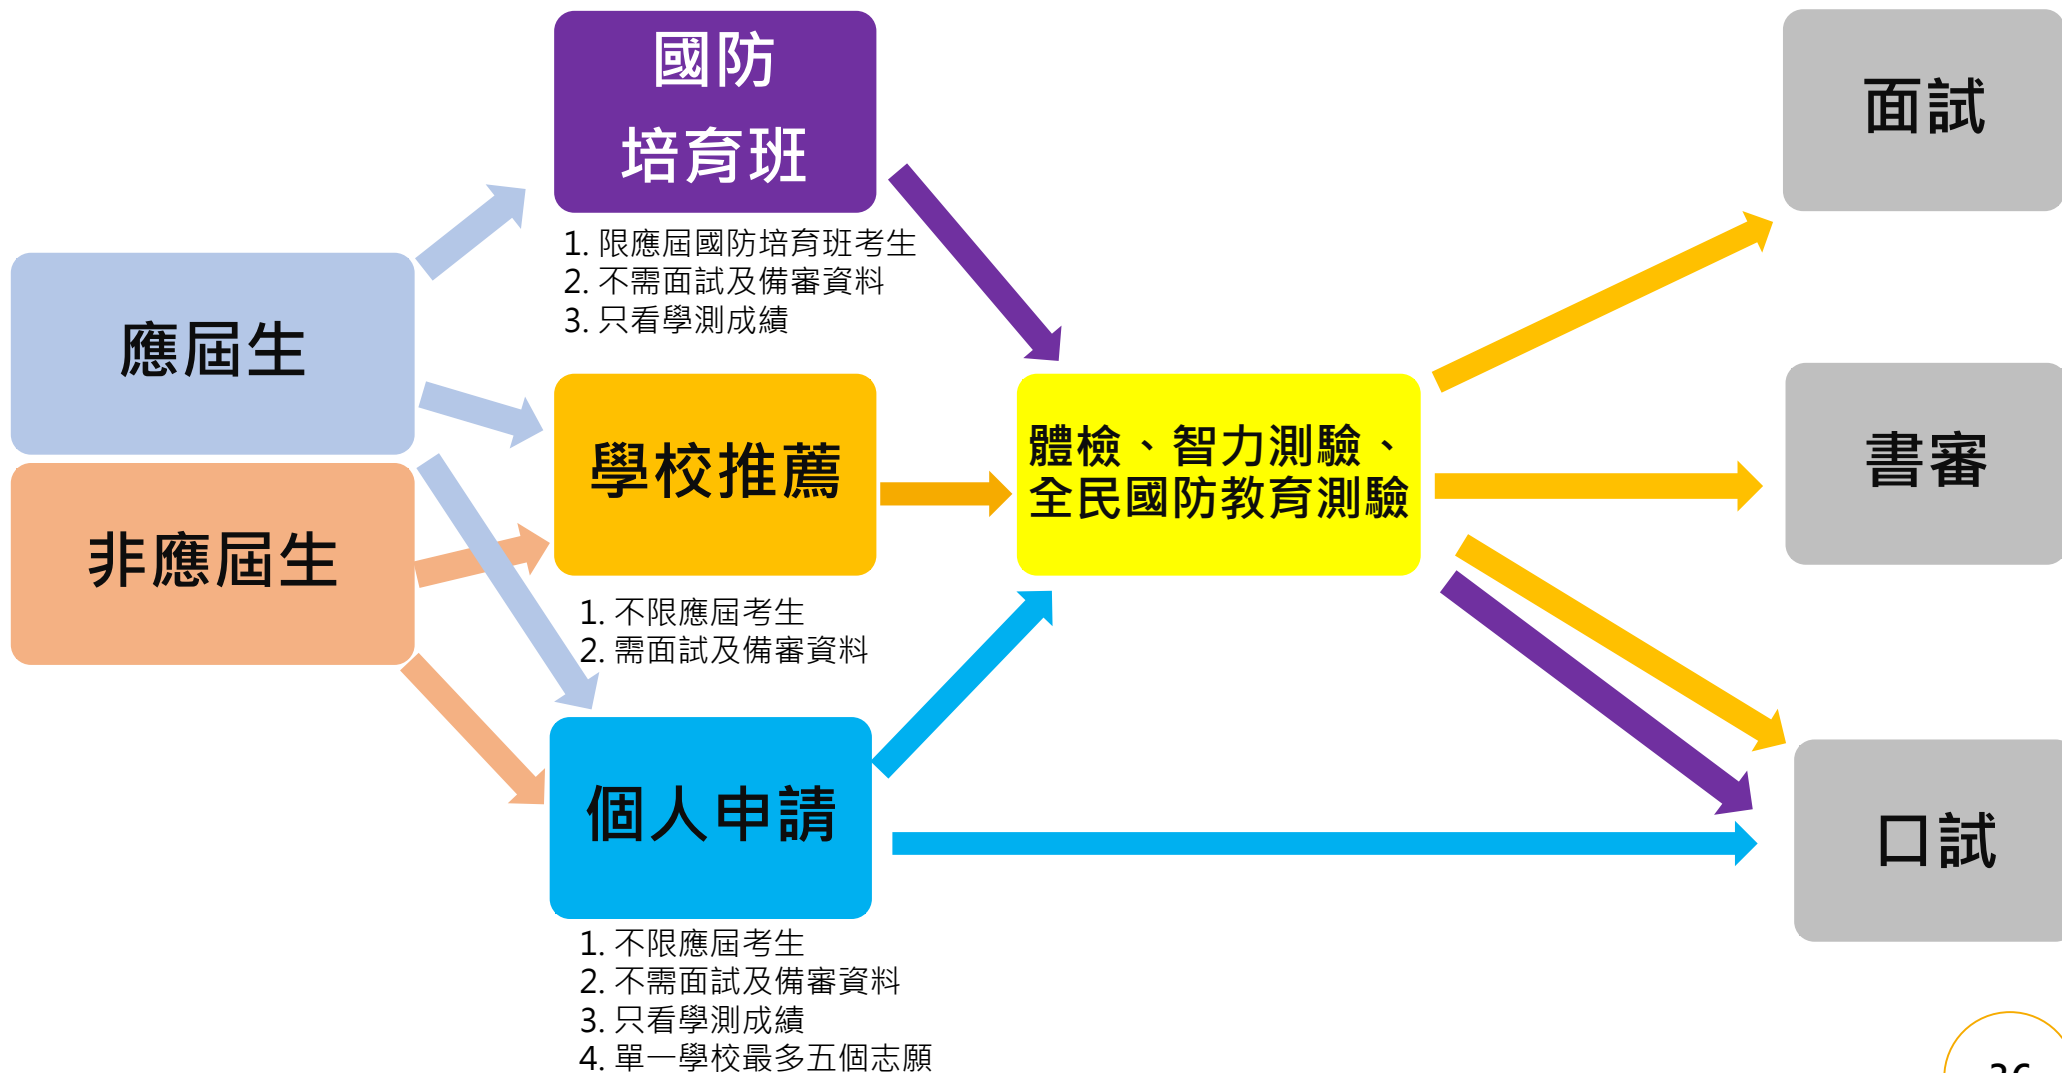 國防
培育班
1. 限應屆國防培育班考生
2. 不需面試及備審資料
3. 只看學測成績
應屆生
非應屆生
學校推薦
1. 不限應屆考生
2. 需面試及備審資料
個人申請
1. 不限應屆考生
2. 不需面試及備審資料
3. 只看學測成績
4. 單一學校最多五個志願
體檢、智力測驗、
全民國防教育測驗
面試
書審
口試